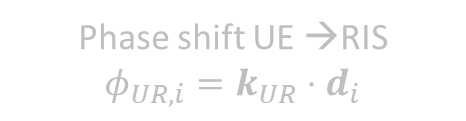 Phase shift UE →RIS
𝜙_{UR,i} = 𝒌_{UR} · 𝒅_i